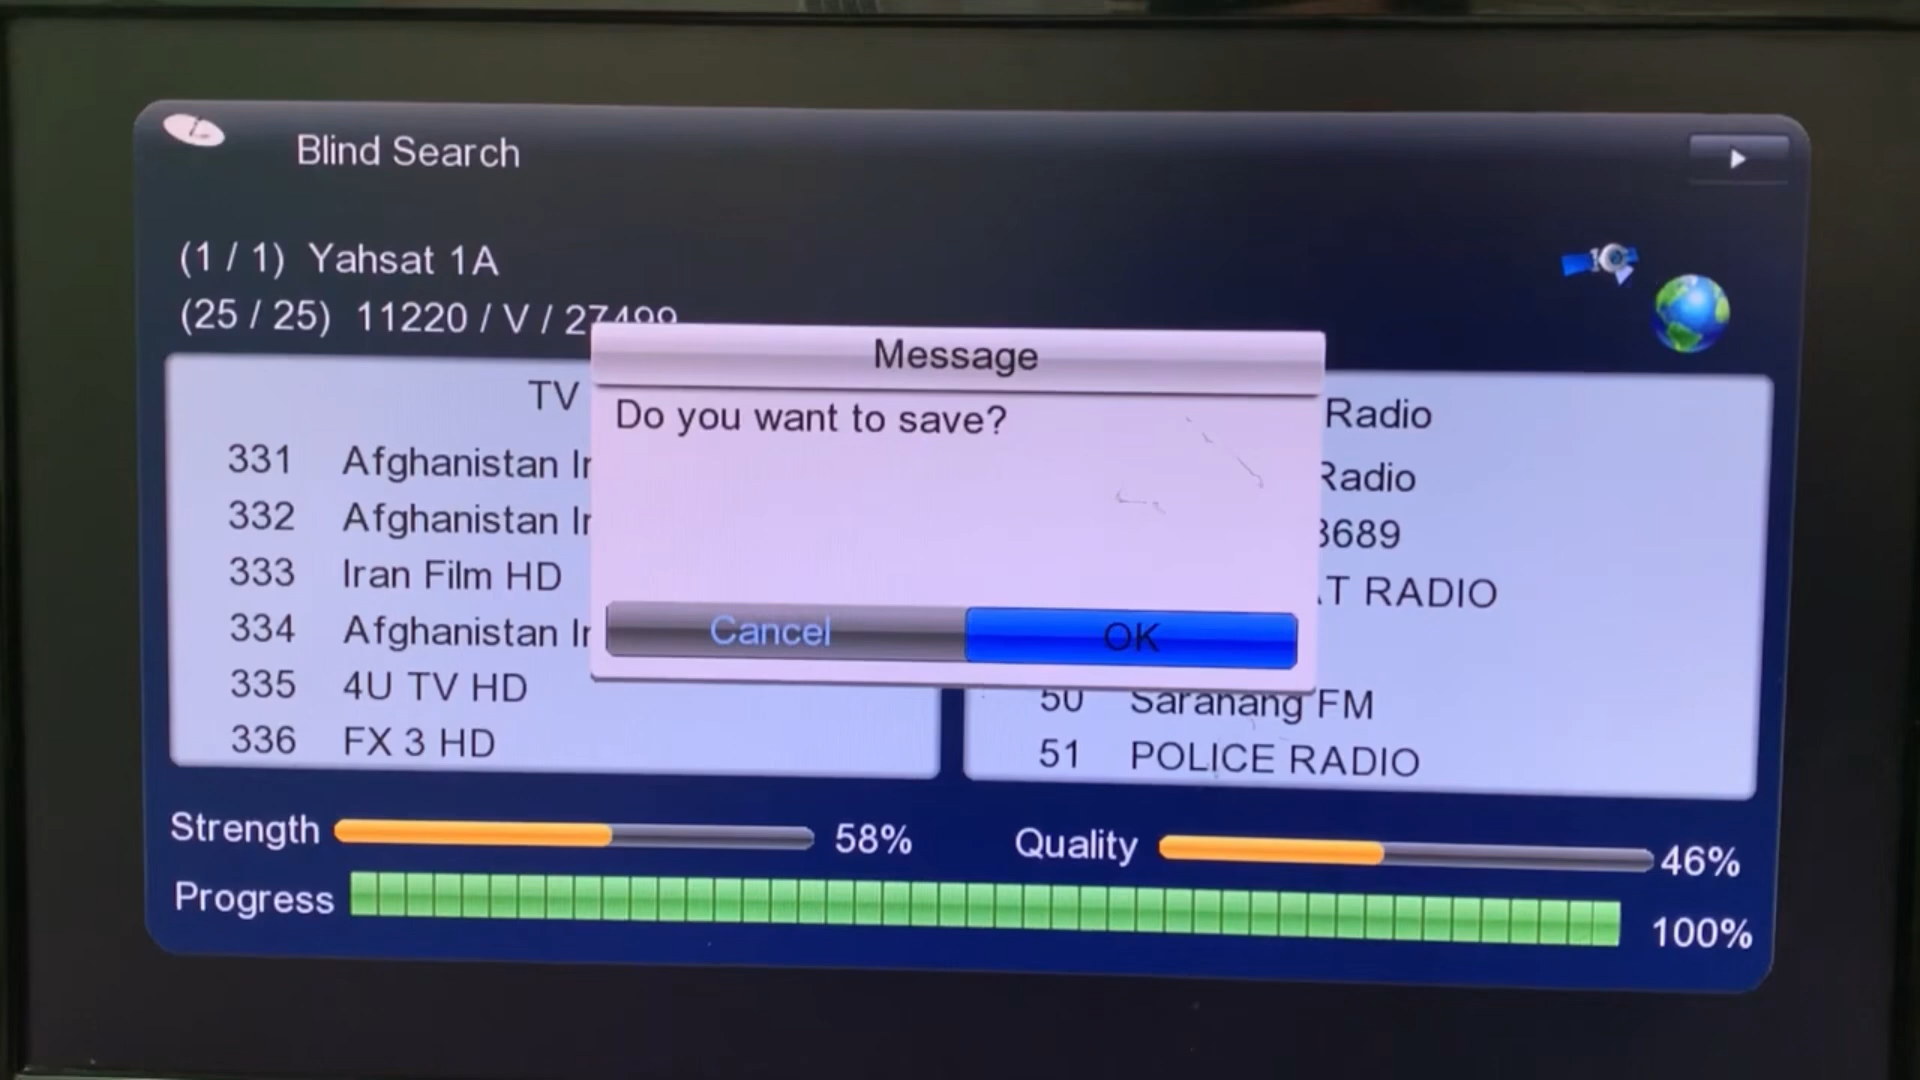 Blind Search
(1 / 1) Yahsat 1A
(25 / 25) 11220 / V / 27499
Message
Do you want to save?
Cancel
OK
TV
331 Afghanistan
332 Afghanistan
333 Iran Film HD
334 Afghanistan
335 4U TV HD
336 FX 3 HD
Radio
Radio
3689
T RADIO
50 Saranang FM
51 POLICE RADIO
Strength 58%
Quality 46%
Progress 100%